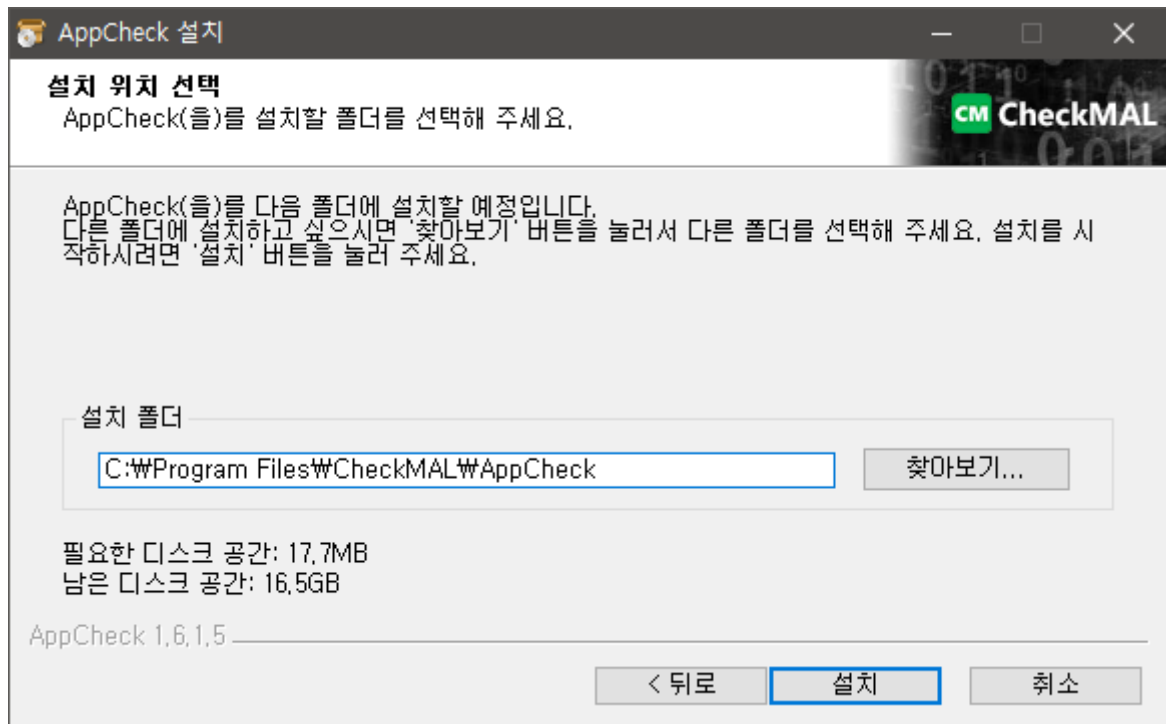 AppCheck 설치
설치 위치 선택
AppCheck(을)를 설치할 폴더를 선택해 주세요.
CM CheckMAL
AppCheck(을)를 다음 폴더에 설치할 예정입니다.
다른 폴더에 설치하고 싶으시면 '찾아보기' 버튼을 눌러서 다른 폴더를 선택해 주세요. 설치를 시
작하시려면 '설치' 버튼을 눌러 주세요.
설치 폴더
C:₩Program Files₩CheckMAL₩AppCheck
찾아보기...
필요한 디스크 공간: 17.7MB
남은 디스크 공간: 16.5GB
AppCheck 1.6.1.5
< 뒤로
설치
취소